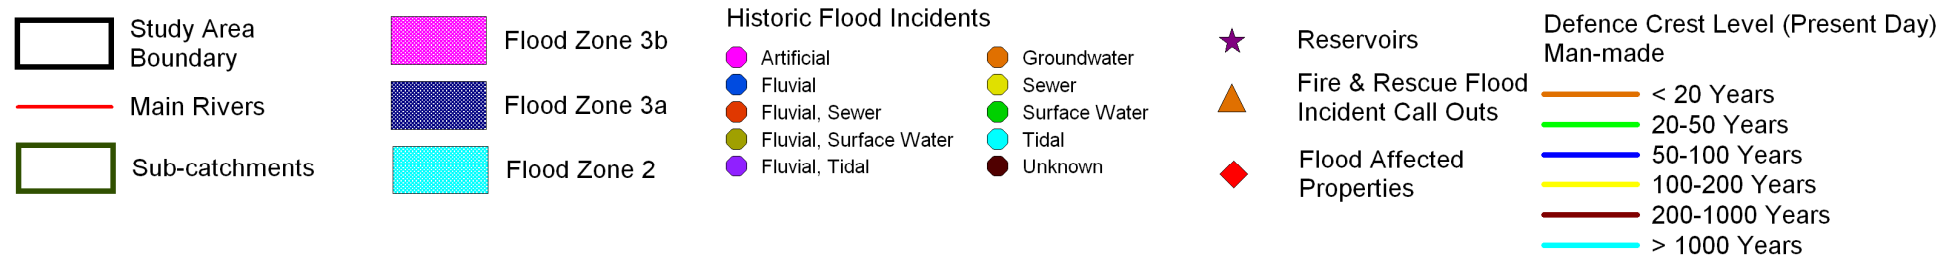 Study Area
Boundary
Main Rivers
Sub-catchments
Flood Zone 3b
Flood Zone 3a
Flood Zone 2
Historic Flood Incidents
Artificial
Fluvial
Fluvial, Sewer
Fluvial, Surface Water
Fluvial, Tidal
Groundwater
Sewer
Surface Water
Tidal
Unknown
Reservoirs
Fire & Rescue Flood
Incident Call Outs
Flood Affected
Properties
Defence Crest Level (Present Day)
Man-made
< 20 Years
20-50 Years
50-100 Years
100-200 Years
200-1000 Years
> 1000 Years